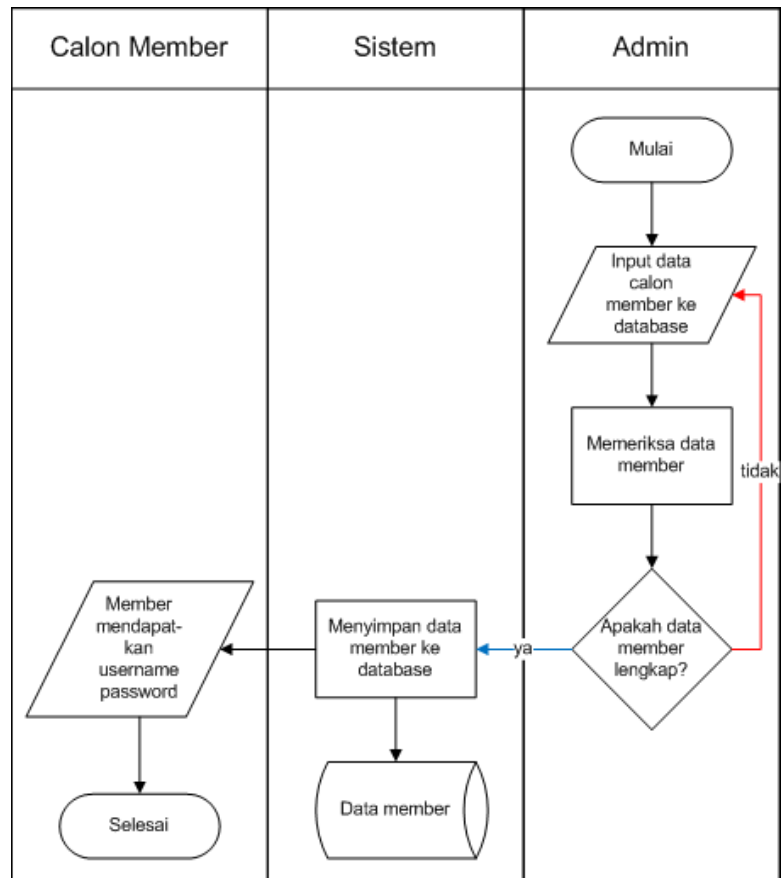 Calon Member
Sistem
Admin
Mulai
Input data
calon
member ke
database
Memeriksa data
member
tidak
Apakah data
member
lengkap?
ya
Menyimpan data
member ke
database
Member
mendapat-
kan
username
password
Data member
Selesai